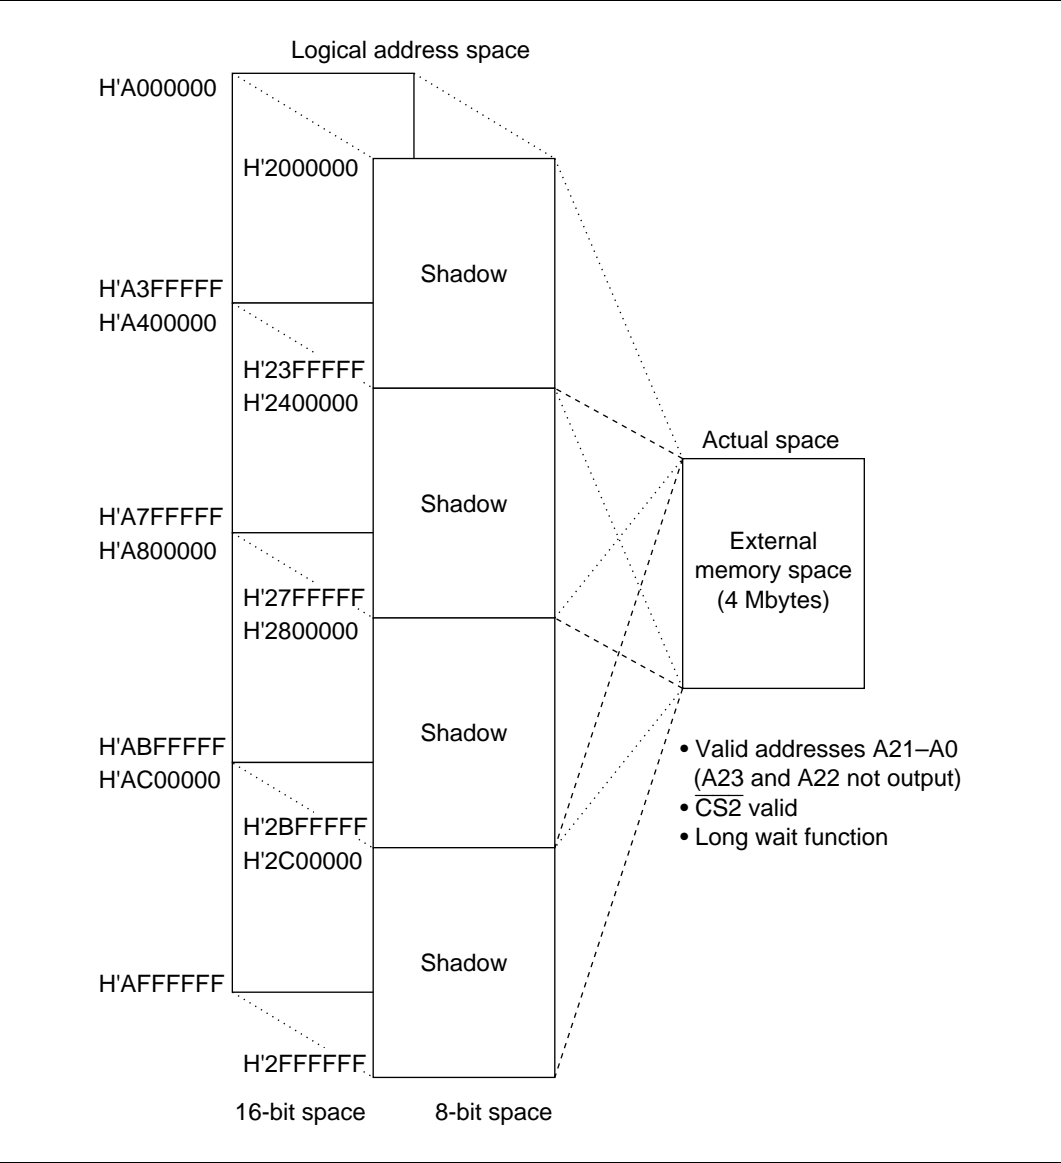 Logical address space
H'A000000
H'2000000
Shadow
H'A3FFFFF
H'A400000
H'23FFFFF
H'2400000
Actual space
Shadow
H'A7FFFFF
H'A800000
External
memory space
(4 Mbytes)
H'27FFFFF
H'2800000
Shadow
H'ABFFFFF
H'AC00000
• Valid addresses A21–A0
(A23 and A22 not output)
• CS2 valid
• Long wait function
H'2BFFFFF
H'2C00000
Shadow
H'AFFFFFF
H'2FFFFFF
16-bit space
8-bit space